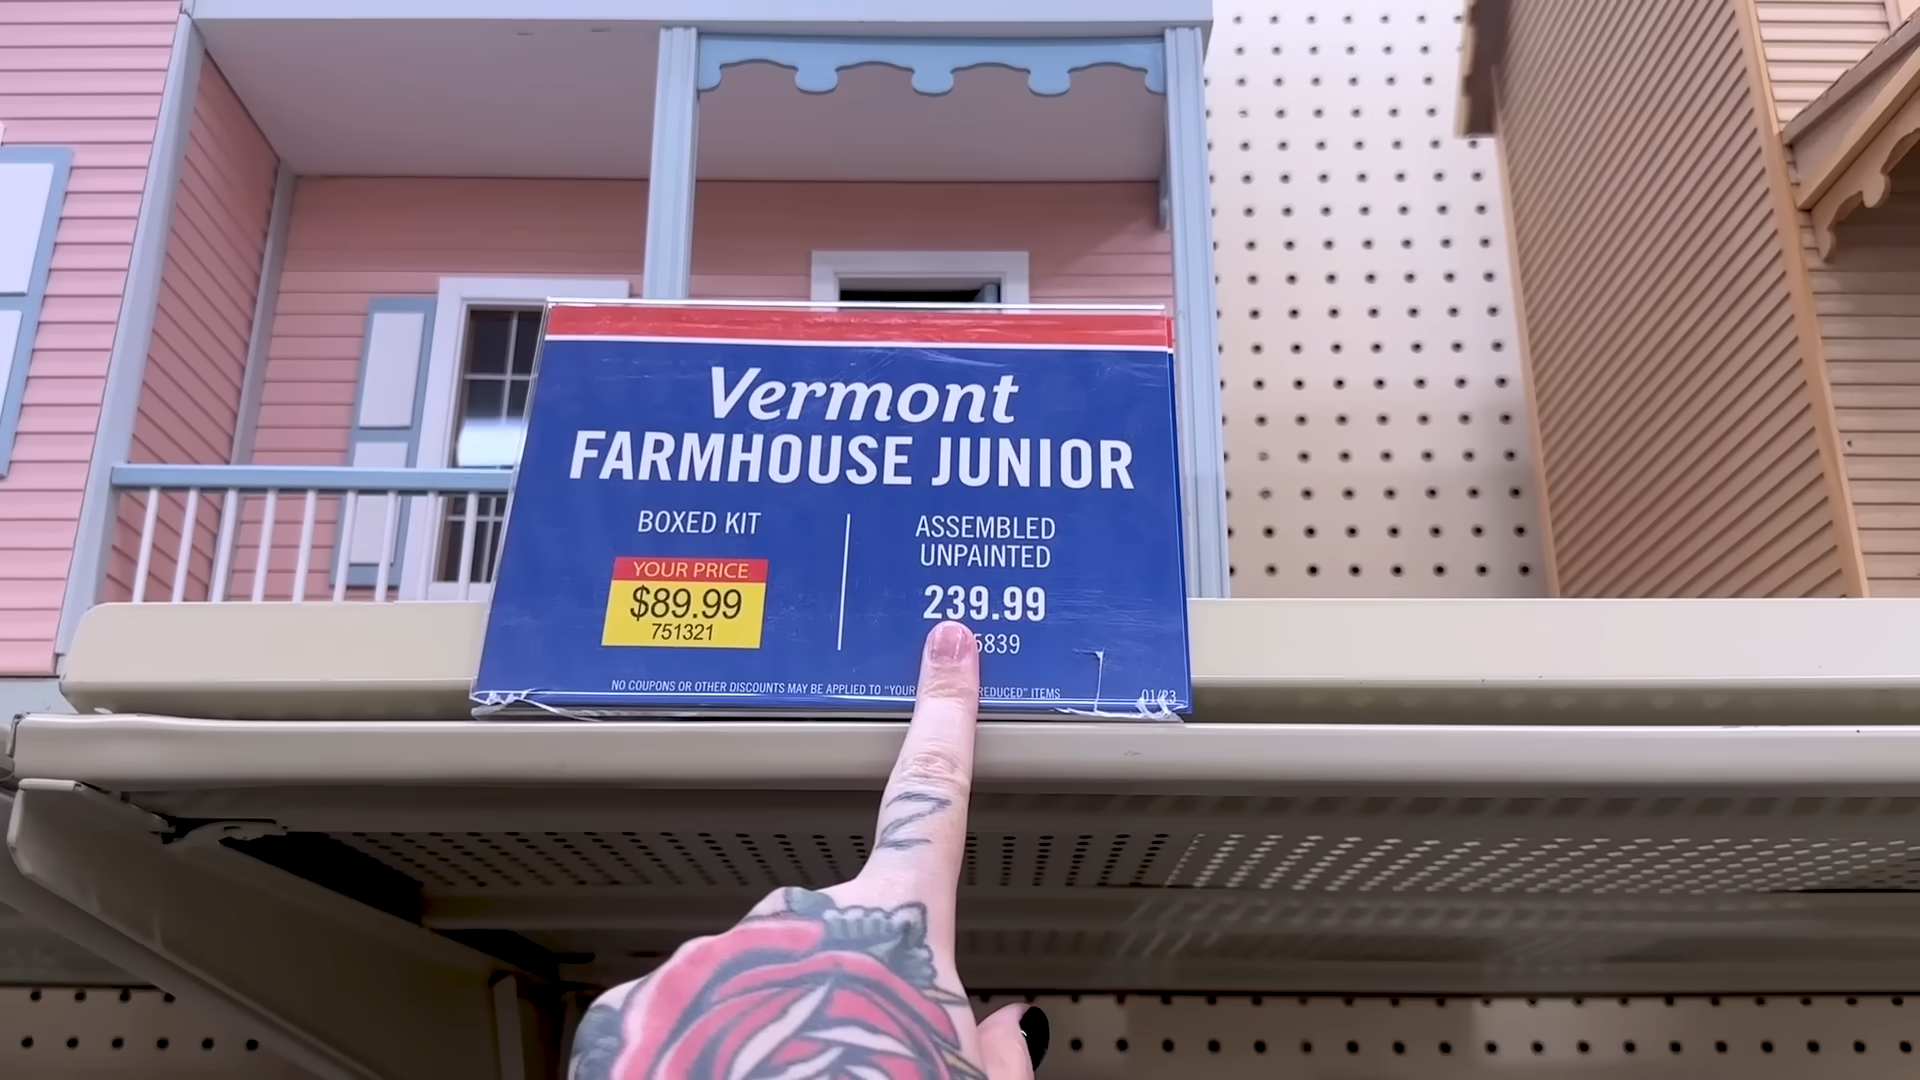 Vermont
FARMHOUSE JUNIOR
BOXED KIT
YOUR PRICE
$89.99
751321
ASSEMBLED
UNPAINTED
239.99
5839
NO COUPONS OR OTHER DISCOUNTS MAY BE APPLIED TO “YOUR REDUCED” ITEMS
01/23